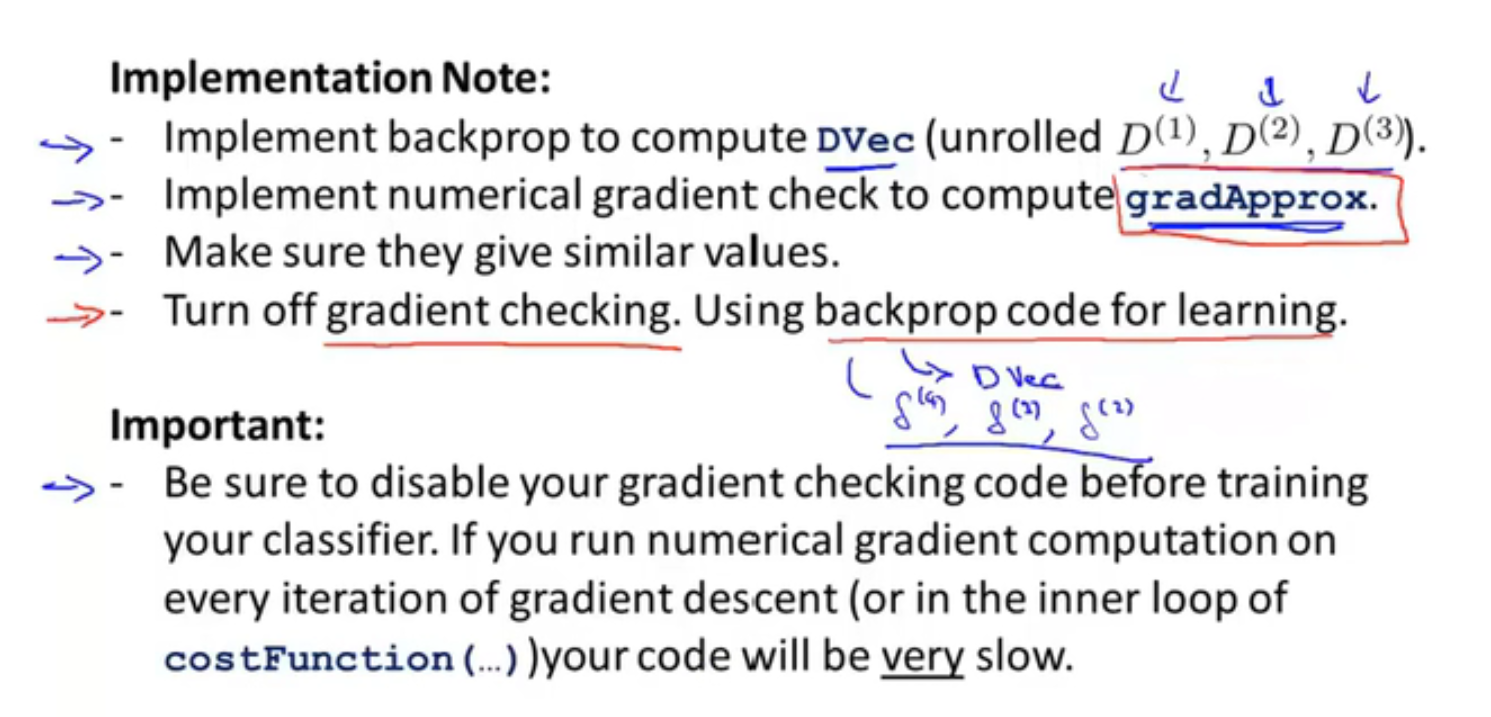 Implementation Note:
- Implement backprop to compute DVec (unrolled D⁽¹⁾, D⁽²⁾, D⁽³⁾).
- Implement numerical gradient check to compute gradApprox.
- Make sure they give similar values.
- Turn off gradient checking. Using backprop code for learning.
DVec
δ⁽⁴⁾, δ⁽³⁾, δ⁽²⁾
Important:
- Be sure to disable your gradient checking code before training
your classifier. If you run numerical gradient computation on
every iteration of gradient descent (or in the inner loop of
costFunction(…))your code will be very slow.